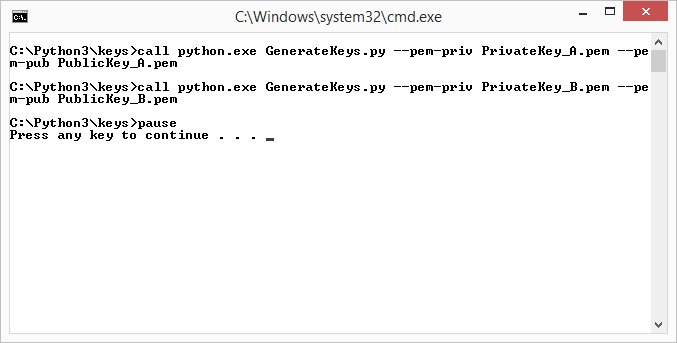 C:\Windows\system32\cmd.exe
C:\Python3\keys>call python.exe GenerateKeys.py --pem-priv PrivateKey_A.pem --pe
m-pub PublicKey_A.pem
C:\Python3\keys>call python.exe GenerateKeys.py --pem-priv PrivateKey_B.pem --pe
m-pub PublicKey_B.pem
C:\Python3\keys>pause
Press any key to continue . . . _